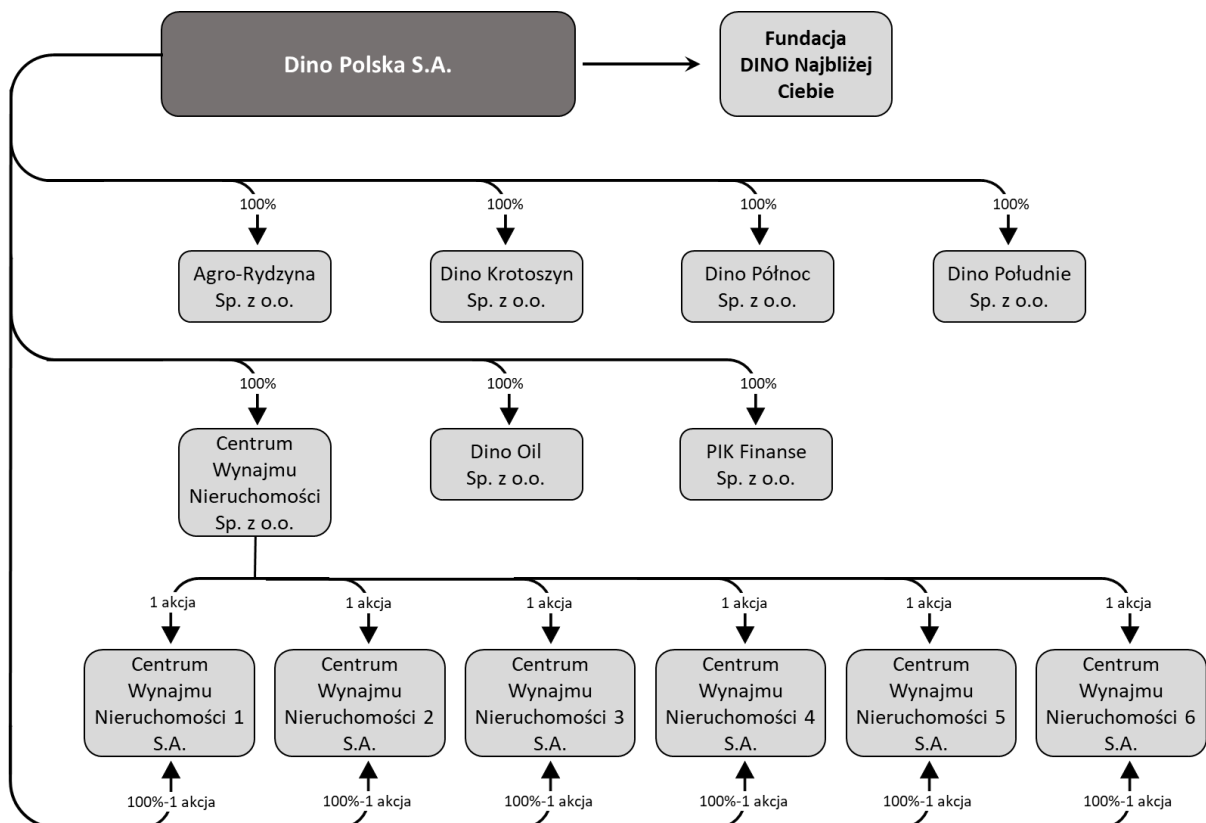 Dino Polska S.A.
Fundacja
DINO Najbliżej
Ciebie
100%
100%
100%
100%
Agro-Rydzyna
Sp. z o.o.
Dino Krotoszyn
Sp. z o.o.
Dino Północ
Sp. z o.o.
Dino Południe
Sp. z o.o.
100%
100%
100%
Centrum
Wynajmu
Nieruchomości
Sp. z o.o.
Dino Oil
Sp. z o.o.
PIK Finanse
Sp. z o.o.
1 akcja
1 akcja
1 akcja
1 akcja
1 akcja
1 akcja
Centrum
Wynajmu
Nieruchomości 1
S.A.
Centrum
Wynajmu
Nieruchomości 2
S.A.
Centrum
Wynajmu
Nieruchomości 3
S.A.
Centrum
Wynajmu
Nieruchomości 4
S.A.
Centrum
Wynajmu
Nieruchomości 5
S.A.
Centrum
Wynajmu
Nieruchomości 6
S.A.
100%-1 akcja
100%-1 akcja
100%-1 akcja
100%-1 akcja
100%-1 akcja
100%-1 akcja